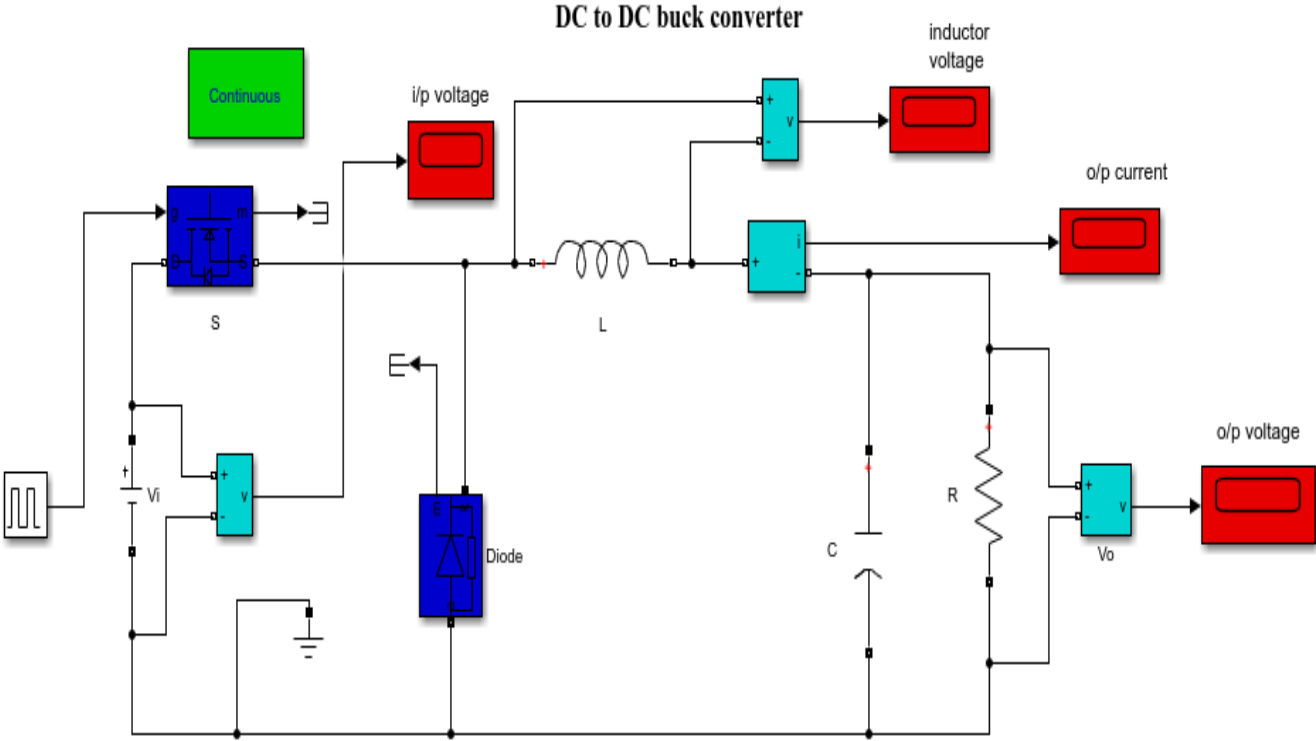 DC to DC buck converter
inductor
voltage
Continuous
i/p voltage
+
v
-
o/p current
g
m
D
S
i
+
-
S
L
+
Vi
+
v
-
o/p voltage
R
+
v
-
C
Diode
Vo